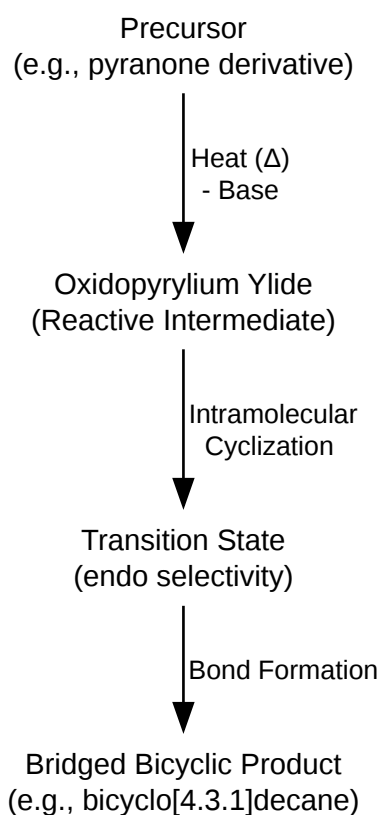 Precursor
(e.g., pyranone derivative)
Heat (Δ)
- Base
Oxidopyrylium Ylide
(Reactive Intermediate)
Intramolecular
Cyclization
Transition State
(endo selectivity)
Bond Formation
Bridged Bicyclic Product
(e.g., bicyclo[4.3.1]decane)